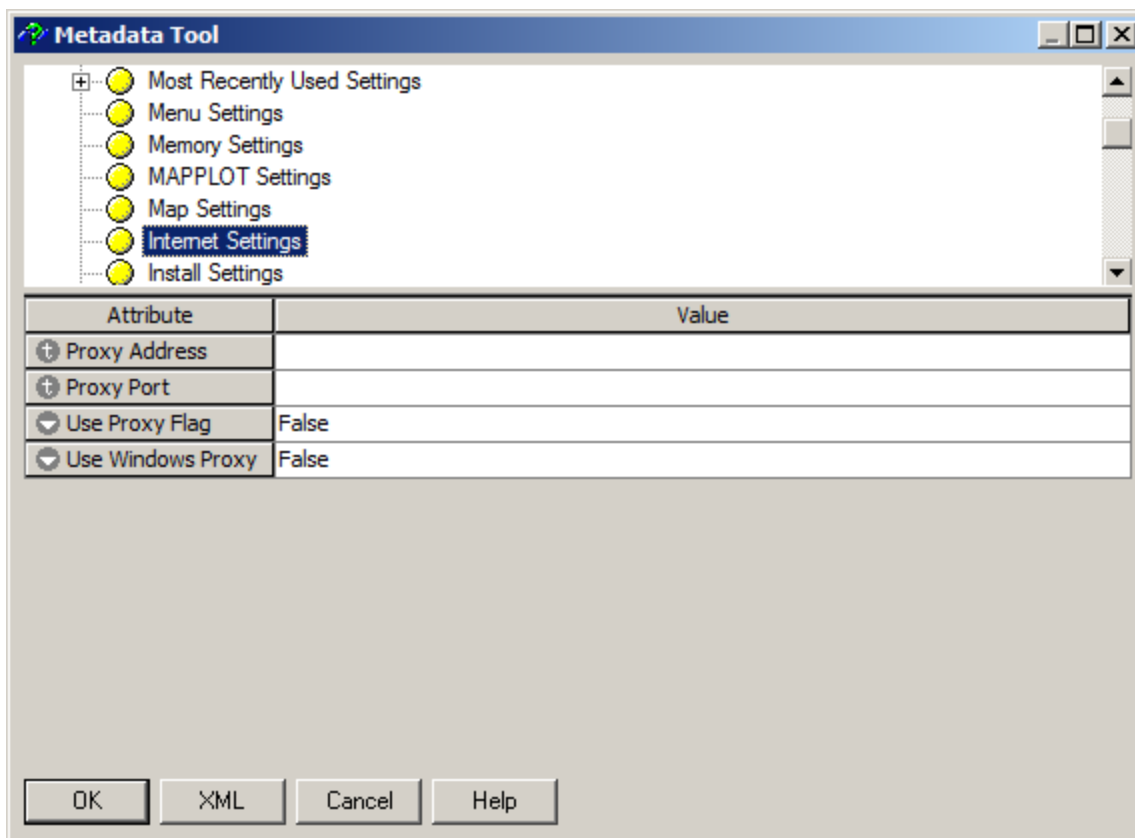 Metadata Tool
Most Recently Used Settings
Menu Settings
Memory Settings
MAPPLOT Settings
Map Settings
Internet Settings
Install Settings
Attribute Value
t Proxy Address
t Proxy Port
Use Proxy Flag False
Use Windows Proxy False
OK XML Cancel Help